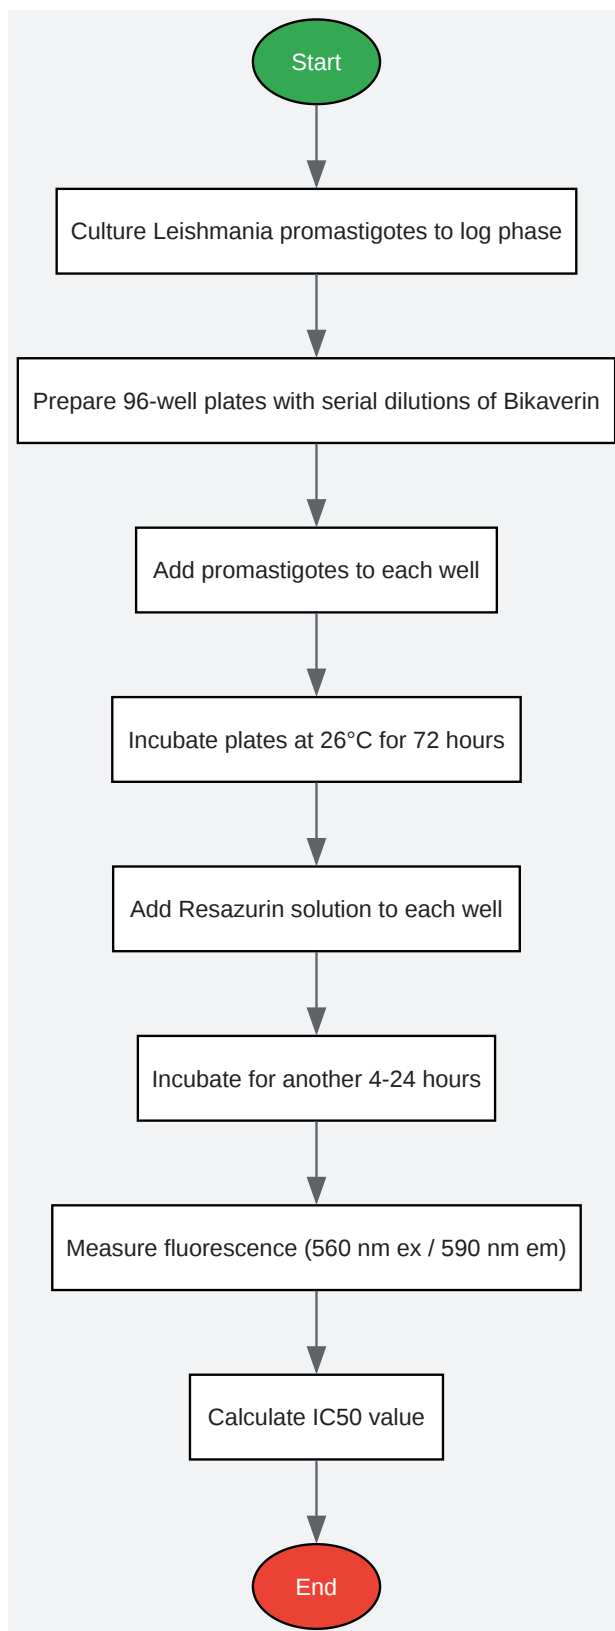 Start
Culture Leishmania promastigotes to log phase
Prepare 96-well plates with serial dilutions of Bikaverin
Add promastigotes to each well
Incubate plates at 26°C for 72 hours
Add Resazurin solution to each well
Incubate for another 4-24 hours
Measure fluorescence (560 nm ex / 590 nm em)
Calculate IC50 value
End